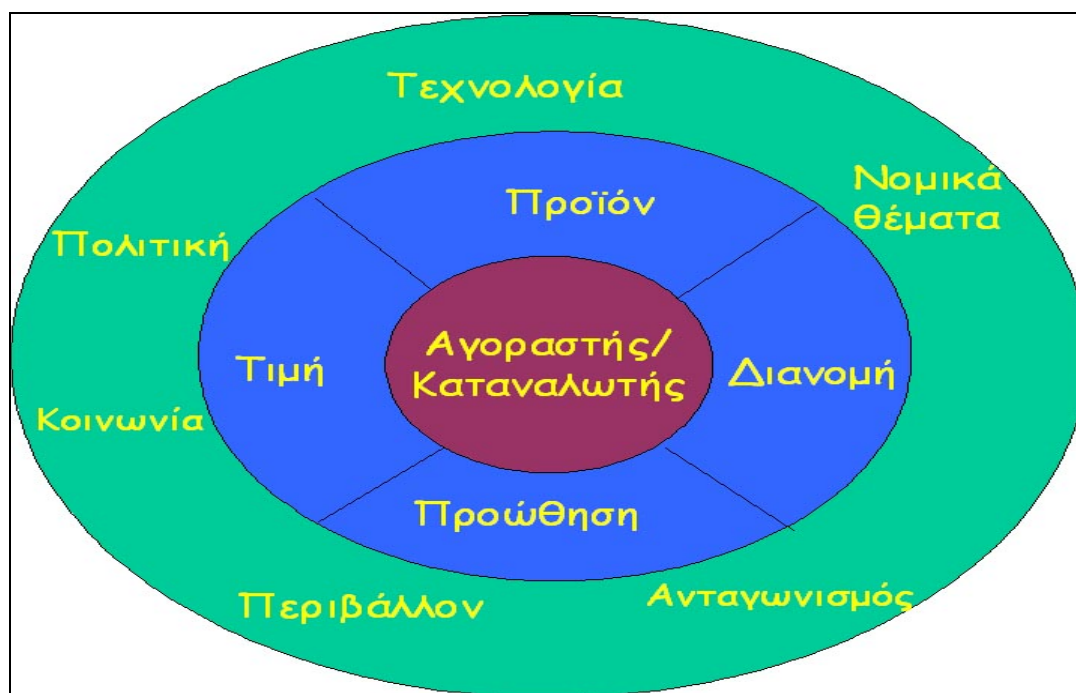 Τεχνολογία
Νομικά
θέματα
Προϊόν
Πολιτική
Αγοραστής/
Καταναλωτής
Τιμή
Διανομή
Κοινωνία
Προώθηση
Περιβάλλον
Ανταγωνισμός